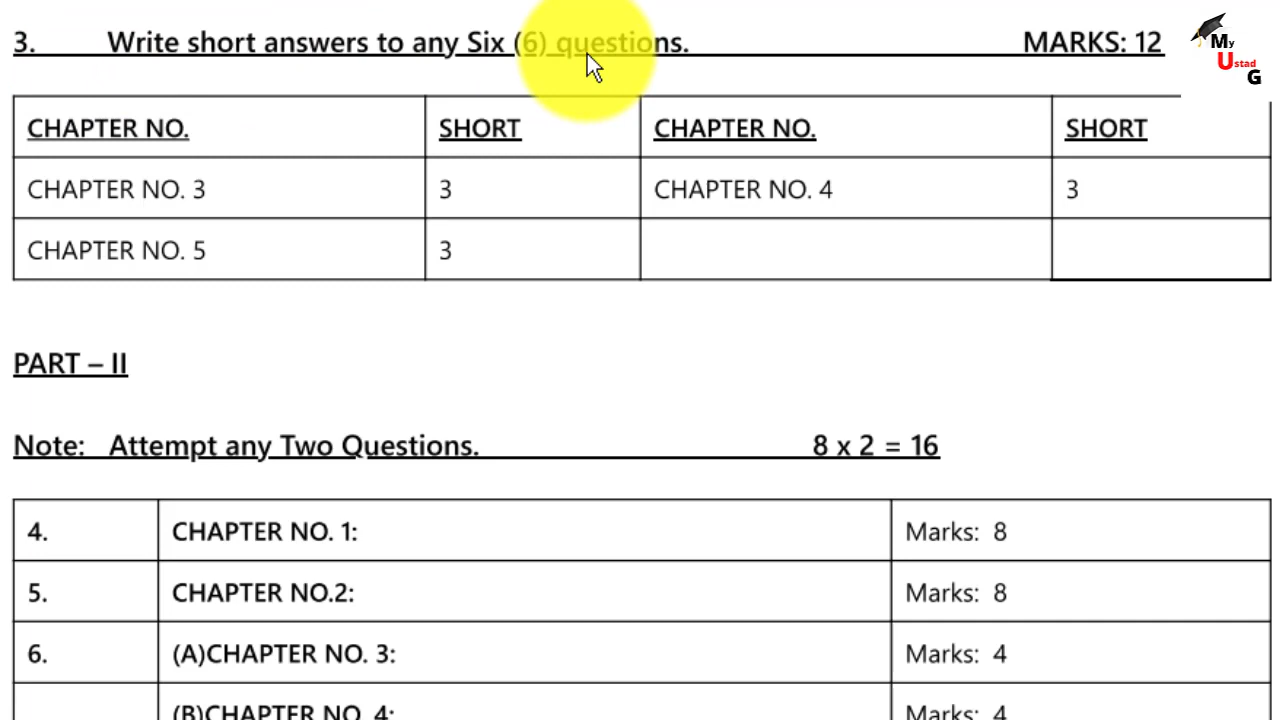 3. Write short answers to any Six (6) questions. MARKS: 12
My
Ustad
G
CHAPTER NO. SHORT CHAPTER NO. SHORT
CHAPTER NO. 3 3 CHAPTER NO. 4 3
CHAPTER NO. 5 3
PART – II
Note: Attempt any Two Questions. 8 x 2 = 16
4. CHAPTER NO. 1: Marks: 8
5. CHAPTER NO.2: Marks: 8
6. (A)CHAPTER NO. 3: Marks: 4
(B)CHAPTER NO. 4: Marks: 4